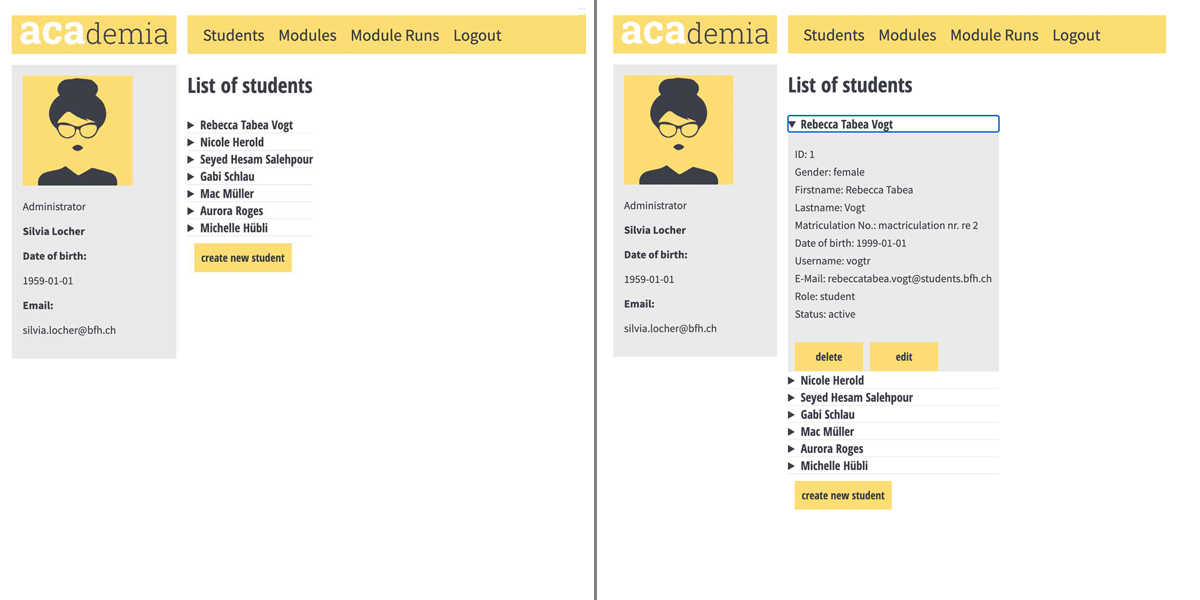 academia
Students Modules Module Runs Logout
Administrator
Silvia Locher
Date of birth:
1959-01-01
Email:
silvia.locher@bfh.ch
List of students
Rebecca Tabea Vogt
Nicole Herold
Seyed Hesam Salehpour
Gabi Schlau
Mac Müller
Aurora Roges
Michelle Hübli
create new student
academia
Students Modules Module Runs Logout
Administrator
Silvia Locher
Date of birth:
1959-01-01
Email:
silvia.locher@bfh.ch
List of students
Rebecca Tabea Vogt
ID: 1
Gender: female
Firstname: Rebecca Tabea
Lastname: Vogt
Matriculation No.: mactriculation nr. re 2
Date of birth: 1999-01-01
Username: vogtr
E-Mail: rebeccatabea.vogt@students.bfh.ch
Role: student
Status: active
delete edit
Nicole Herold
Seyed Hesam Salehpour
Gabi Schlau
Mac Müller
Aurora Roges
Michelle Hübli
create new student